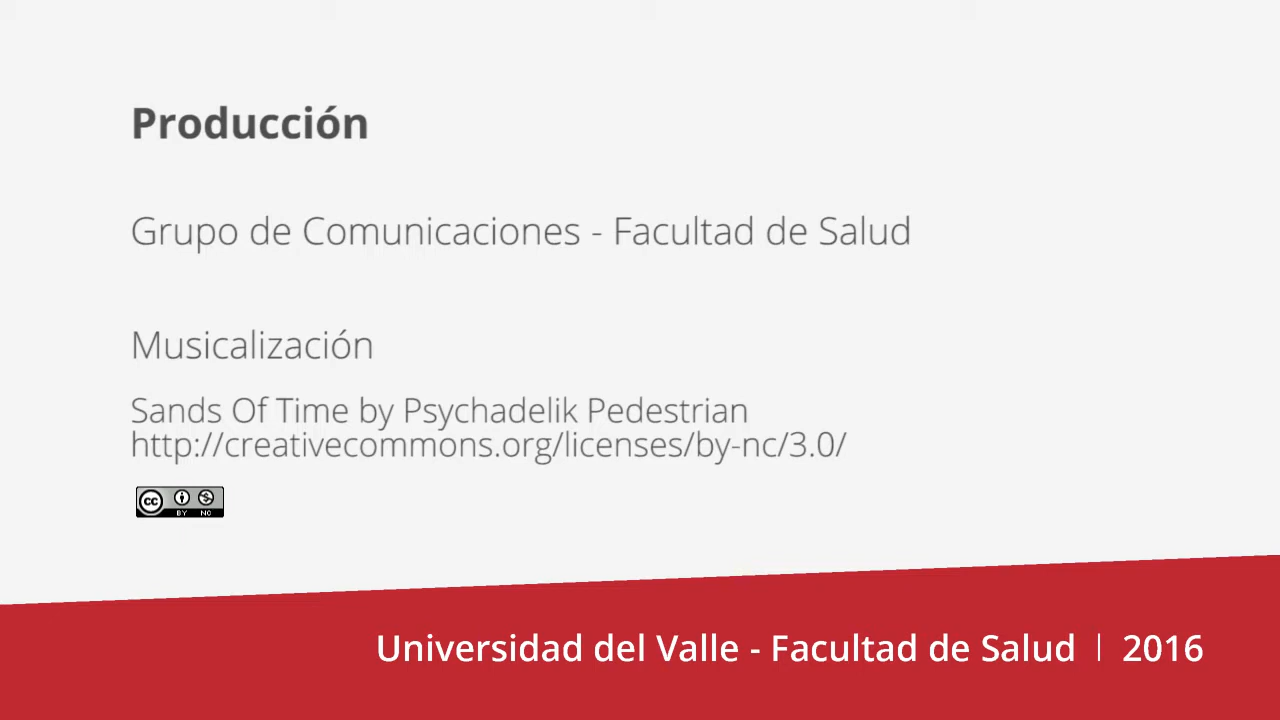 Producción
Grupo de Comunicaciones - Facultad de Salud
Musicalización
Sands Of Time by Psychadelik Pedestrian
http://creativecommons.org/licenses/by-nc/3.0/
cc BY NC
Universidad del Valle - Facultad de Salud | 2016